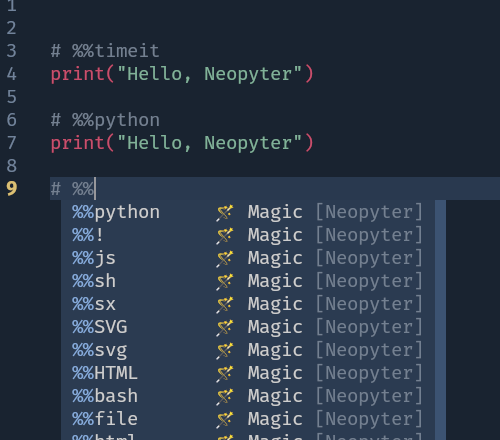 1
2
3 # %%timeit
4 print("Hello, Neopyter")
5
6 # %%python
7 print("Hello, Neopyter")
8
9 # %%
%%python Magic [Neopyter]
%%! Magic [Neopyter]
%%js Magic [Neopyter]
%%sh Magic [Neopyter]
%%sx Magic [Neopyter]
%%SVG Magic [Neopyter]
%%svg Magic [Neopyter]
%%HTML Magic [Neopyter]
%%bash Magic [Neopyter]
%%file Magic [Neopyter]